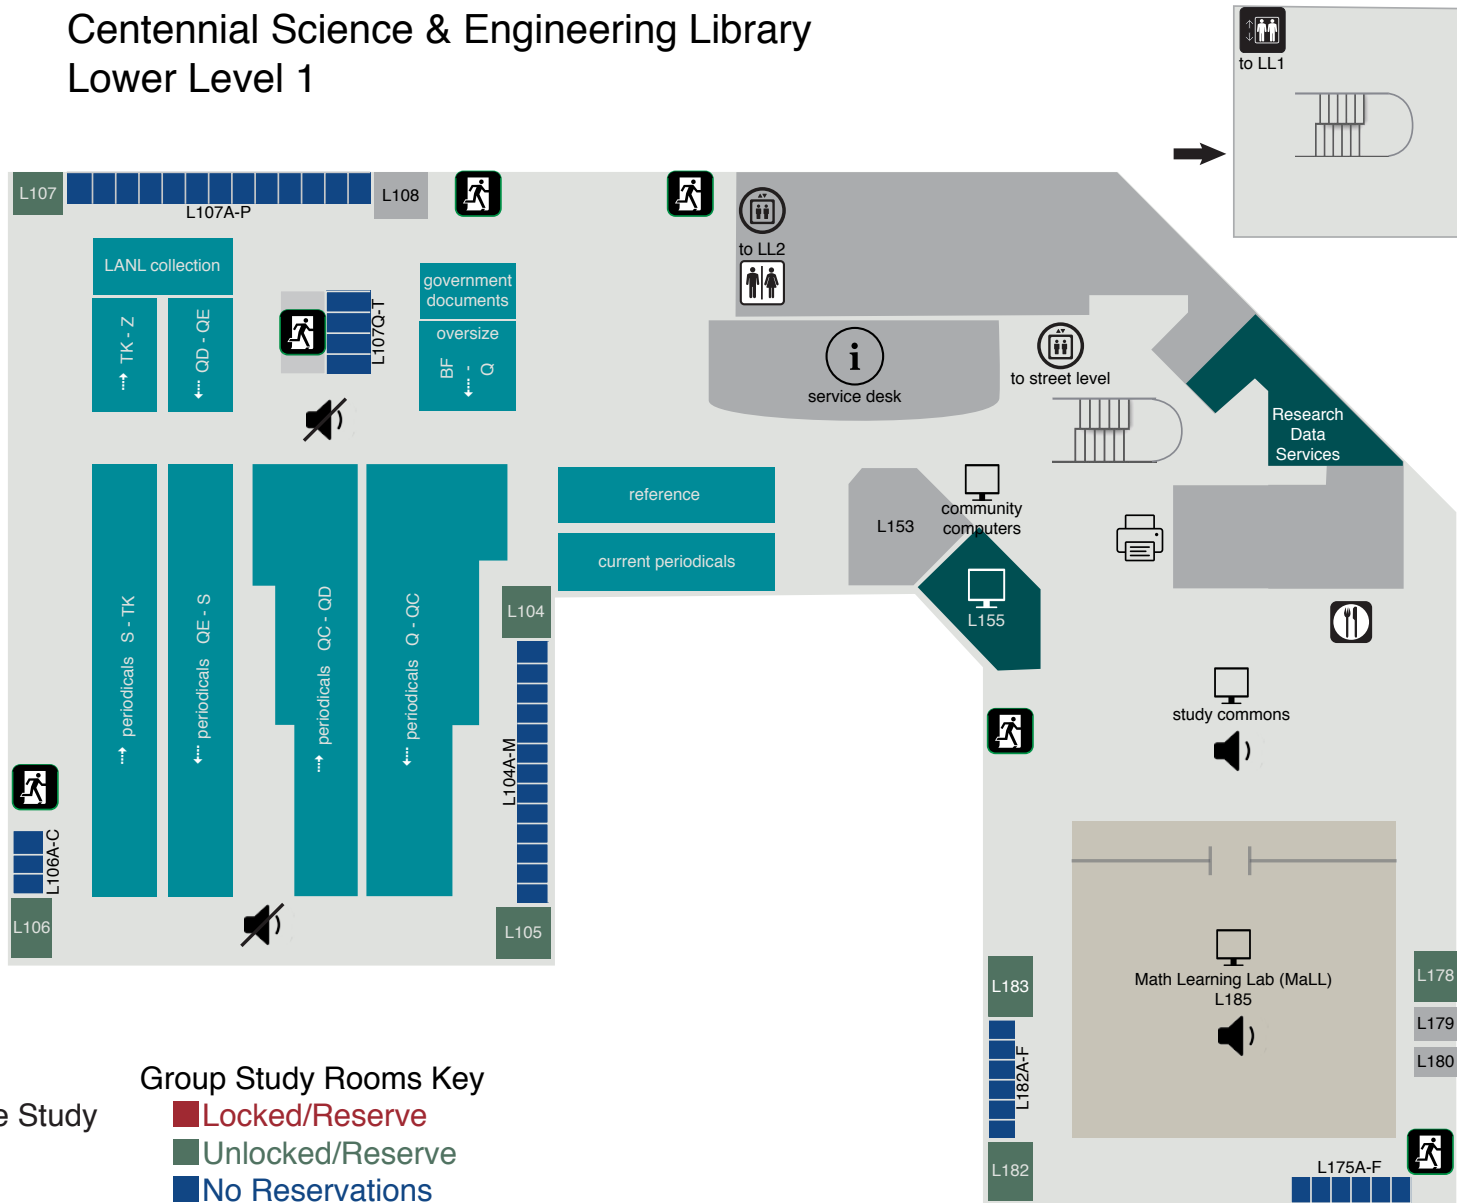 Centennial Science & Engineering Library
Lower Level 1
to LL1
L107
L107A-P
L108
to LL2
LANL collection
TK - Z
QD - QE
L107Q-T
government
documents
oversize
BF
-
Q
i
service desk
to street level
Research
Data
Services
reference
current periodicals
L153
community
computers
L155
periodicals S - TK
periodicals QE - S
periodicals QC - QD
periodicals Q - QC
L104
L104A-M
L105
L106A-C
L106
study commons
Math Learning Lab (MaLL)
L185
L183
L182A-F
L182
L178
L179
L180
L175A-F
Group Study Rooms Key
Study
Locked/Reserve
Unlocked/Reserve
No Reservations